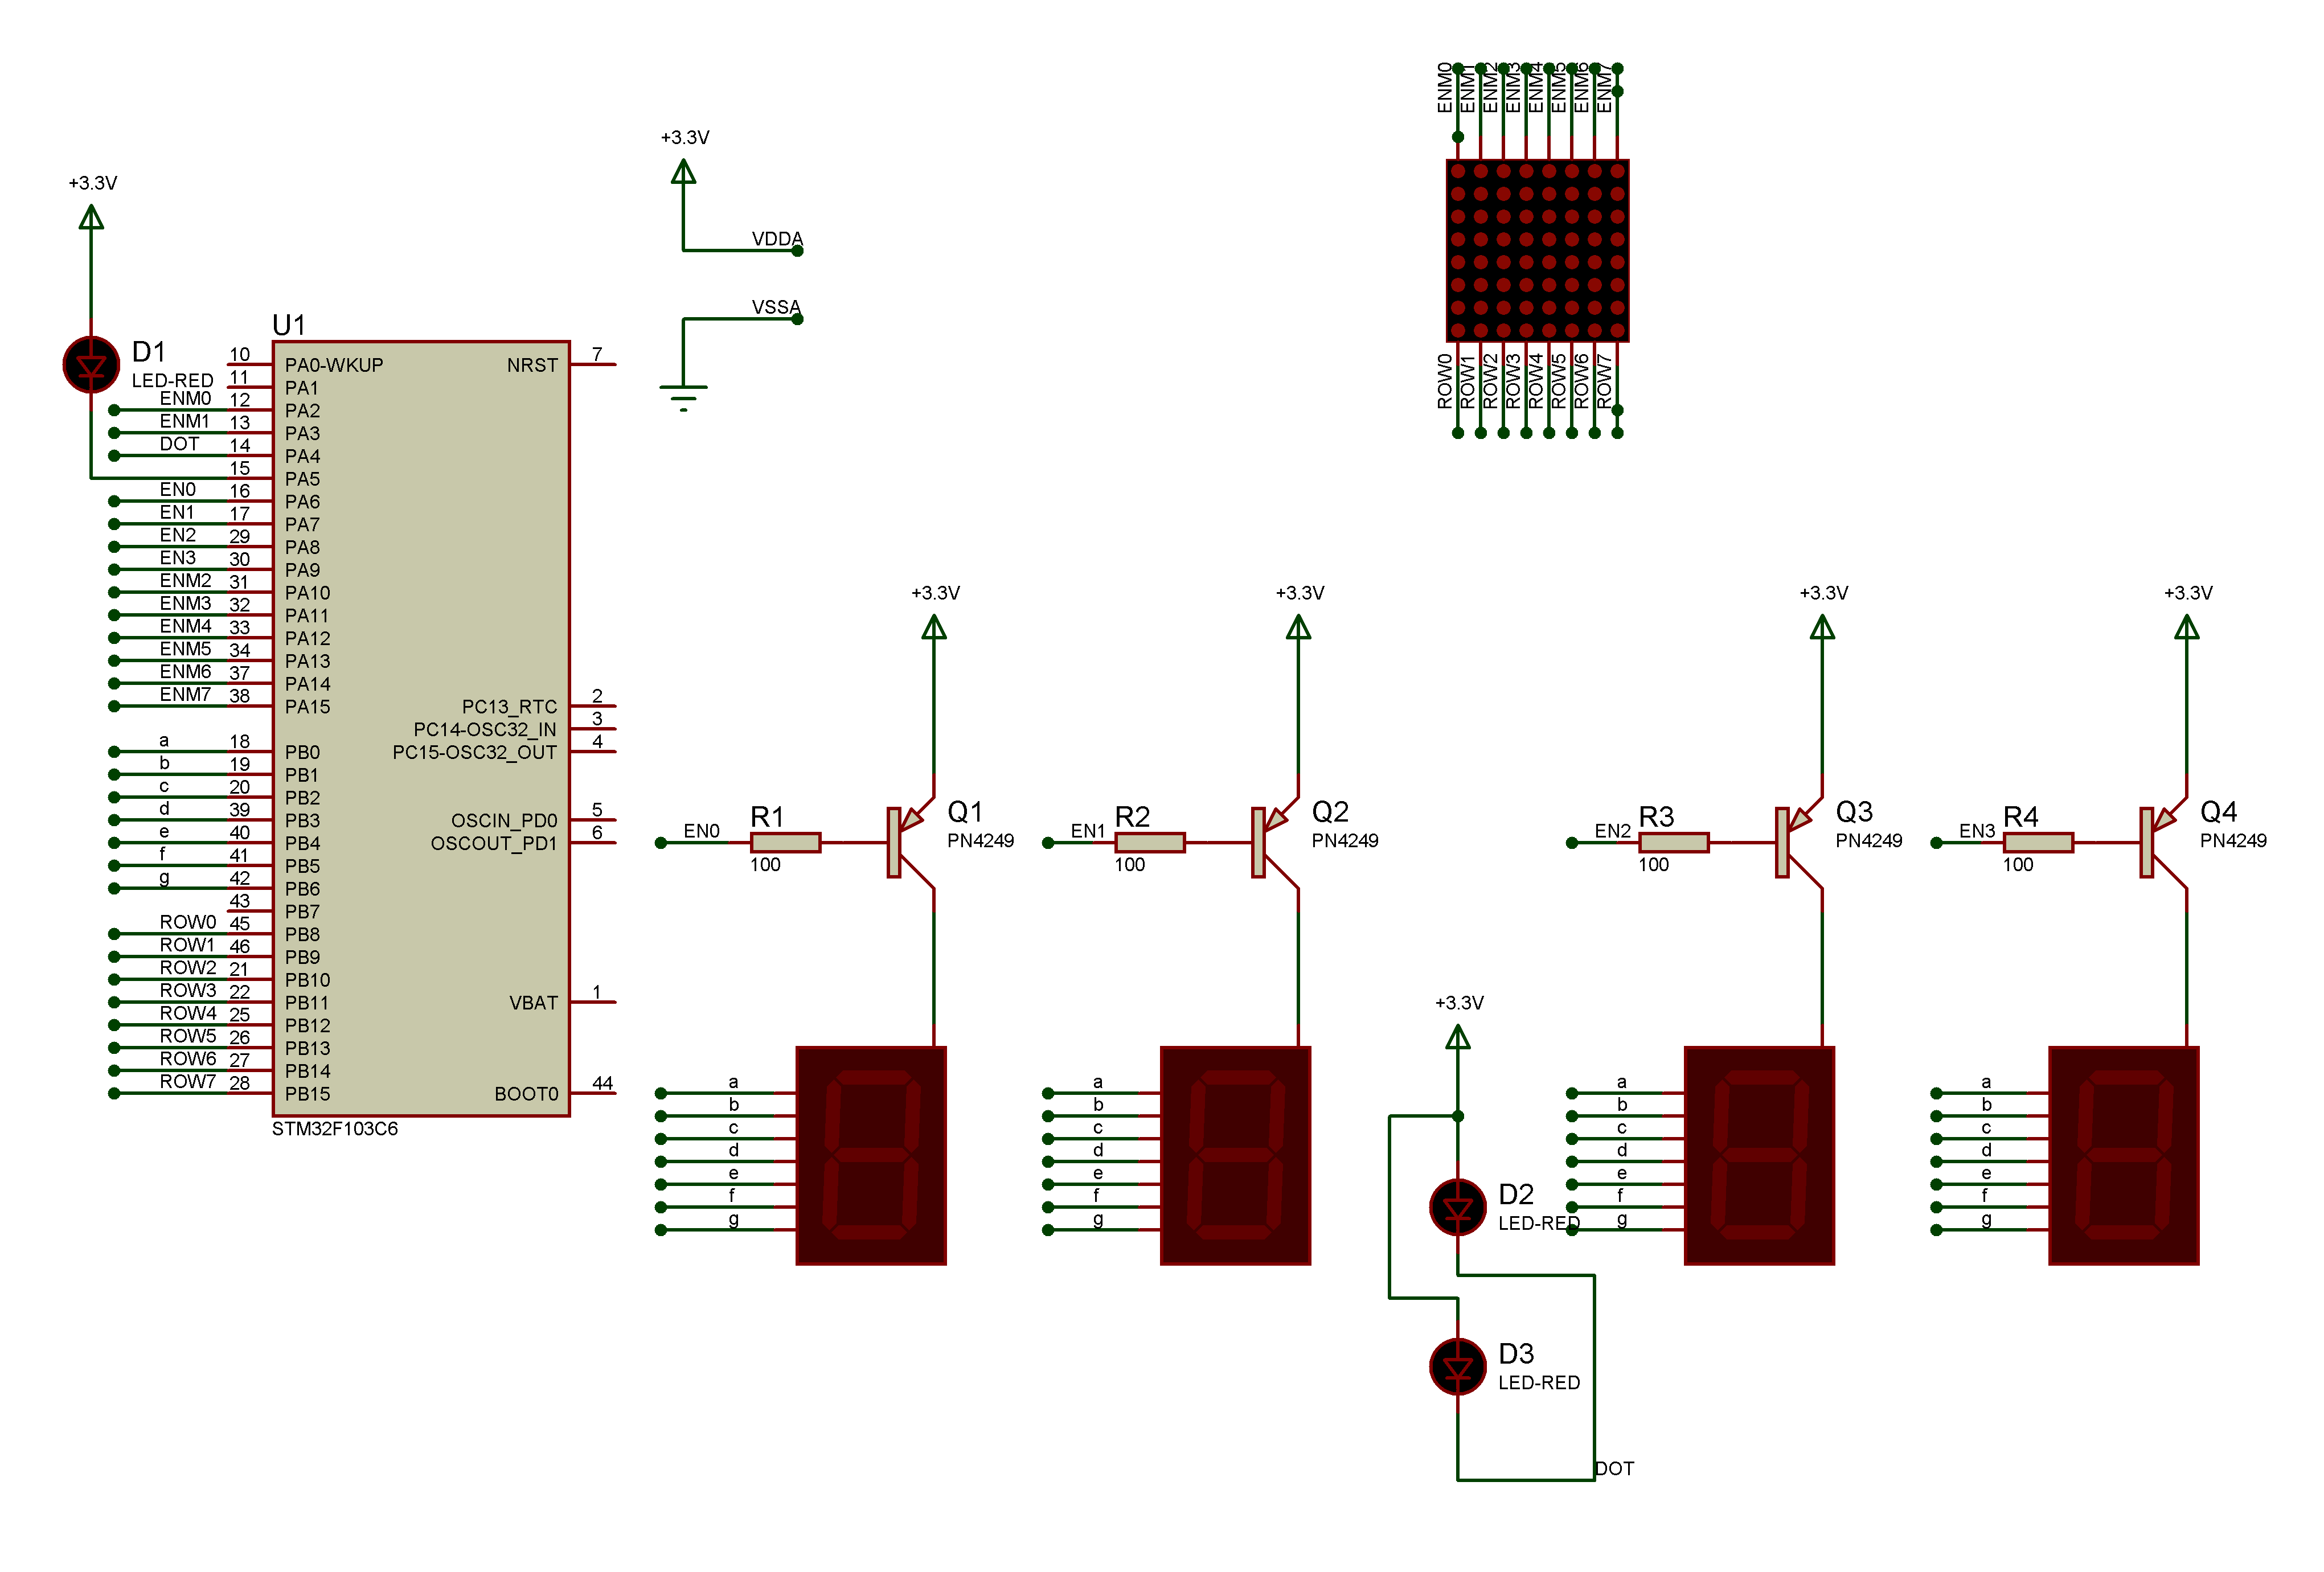 ENM0
ENM1
ENM2
ENM3
ENM4
ENM5
ENM6
ENM7
ROW0
ROW1
ROW2
ROW3
ROW4
ROW5
ROW6
ROW7
+3.3V
VDDA
VSSA
+3.3V
D1
LED-RED
U1
10 PA0-WKUP
11 PA1
ENM0 12 PA2
ENM1 13 PA3
DOT 14 PA4
15 PA5
EN0 16 PA6
EN1 17 PA7
EN2 29 PA8
EN3 30 PA9
ENM2 31 PA10
ENM3 32 PA11
ENM4 33 PA12
ENM5 34 PA13
ENM6 37 PA14
ENM7 38 PA15
a 18 PB0
b 19 PB1
c 20 PB2
d 39 PB3
e 40 PB4
f 41 PB5
g 42 PB6
43 PB7
ROW0 45 PB8
ROW1 46 PB9
ROW2 21 PB10
ROW3 22 PB11
ROW4 25 PB12
ROW5 26 PB13
ROW6 27 PB14
ROW7 28 PB15
NRST 7
PC13_RTC 2
PC14-OSC32_IN 3
PC15-OSC32_OUT 4
OSCIN_PD0 5
OSCOUT_PD1 6
VBAT 1
BOOT0 44
STM32F103C6
+3.3V
EN0
R1
100
Q1
PN4249
a
b
c
d
e
f
g
+3.3V
EN1
R2
100
Q2
PN4249
a
b
c
d
e
f
g
+3.3V
D2
LED-RED
D3
LED-RED
DOT
+3.3V
EN2
R3
100
Q3
PN4249
a
b
c
d
e
f
g
+3.3V
EN3
R4
100
Q4
PN4249
a
b
c
d
e
f
g